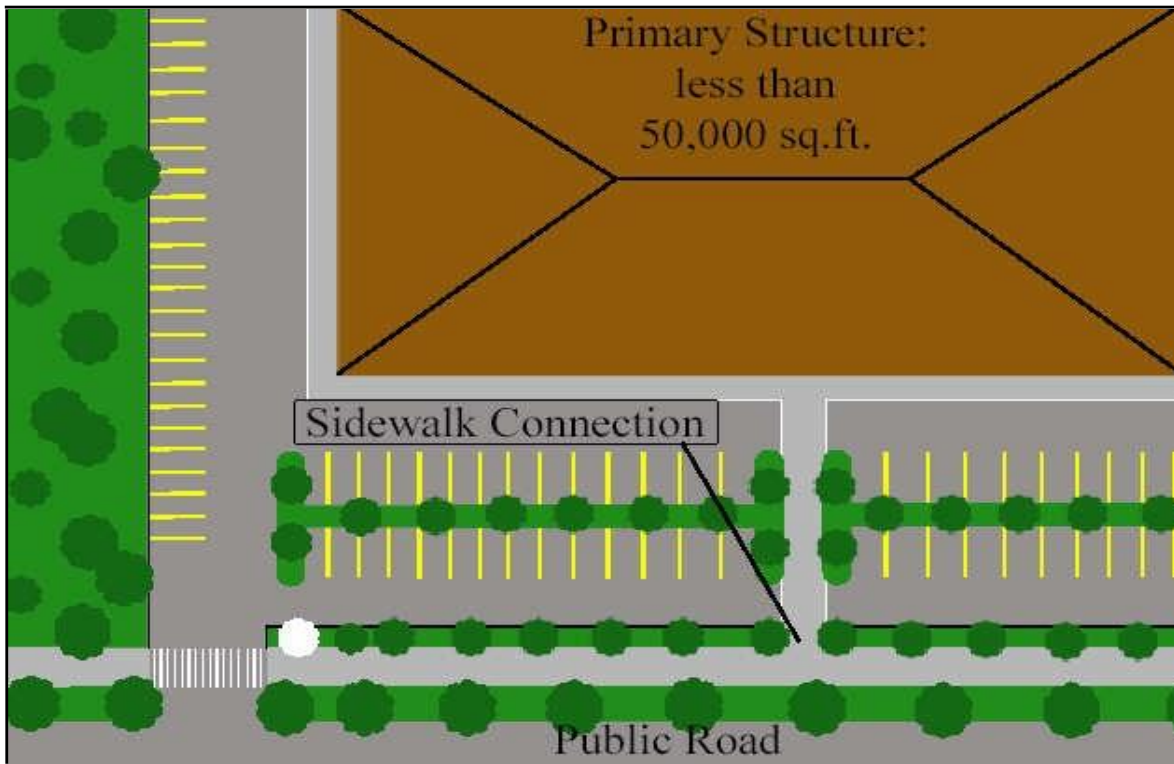 Primary Structure:
less than
50,000 sq.ft.
Sidewalk Connection
Public Road